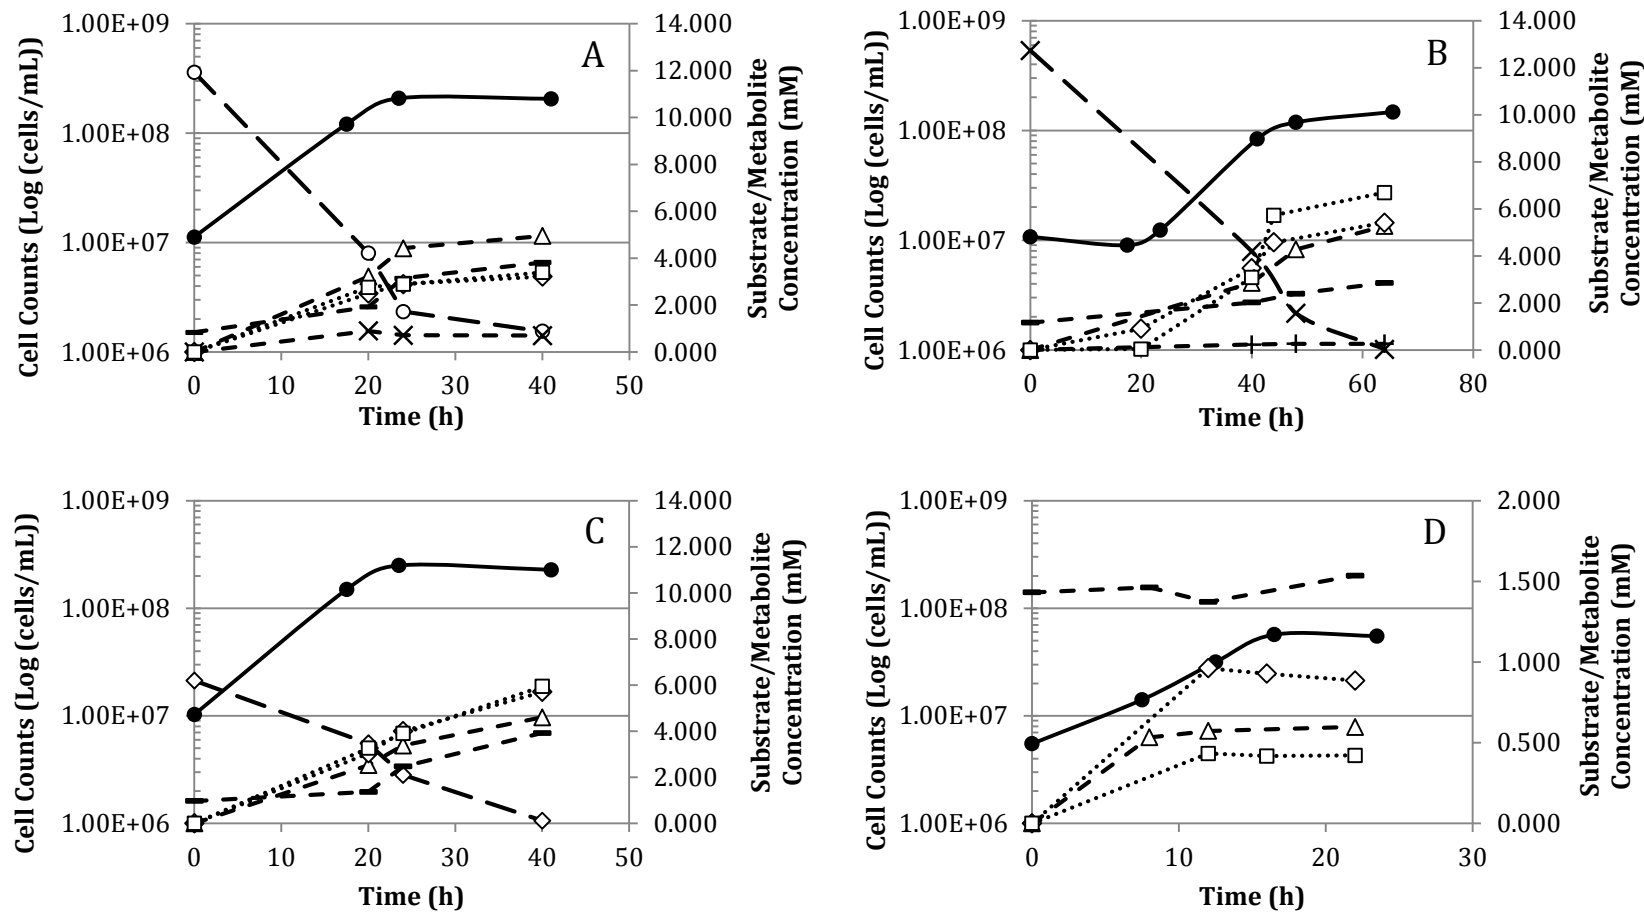 A
Cell Counts (Log (cells/mL))
1.00E+09
1.00E+08
1.00E+07
1.00E+06
14.000
12.000
10.000
8.000
6.000
4.000
2.000
0.000
Substrate/Metabolite
Concentration (mM)
0 10 20 30 40 50
Time (h)
B
Cell Counts (Log (cells/mL))
1.00E+09
1.00E+08
1.00E+07
1.00E+06
14.000
12.000
10.000
8.000
6.000
4.000
2.000
0.000
Substrate/Metabolite
Concentration (mM)
0 20 40 60 80
Time (h)
C
Cell Counts (Log (cells/mL))
1.00E+09
1.00E+08
1.00E+07
1.00E+06
14.000
12.000
10.000
8.000
6.000
4.000
2.000
0.000
Substrate/Metabolite
Concentration (mM)
0 10 20 30 40 50
Time (h)
D
Cell Counts (Log (cells/mL))
1.00E+09
1.00E+08
1.00E+07
1.00E+06
2.000
1.500
1.000
0.500
0.000
Substrate/Metabolite
Concentration (mM)
0 10 20 30
Time (h)